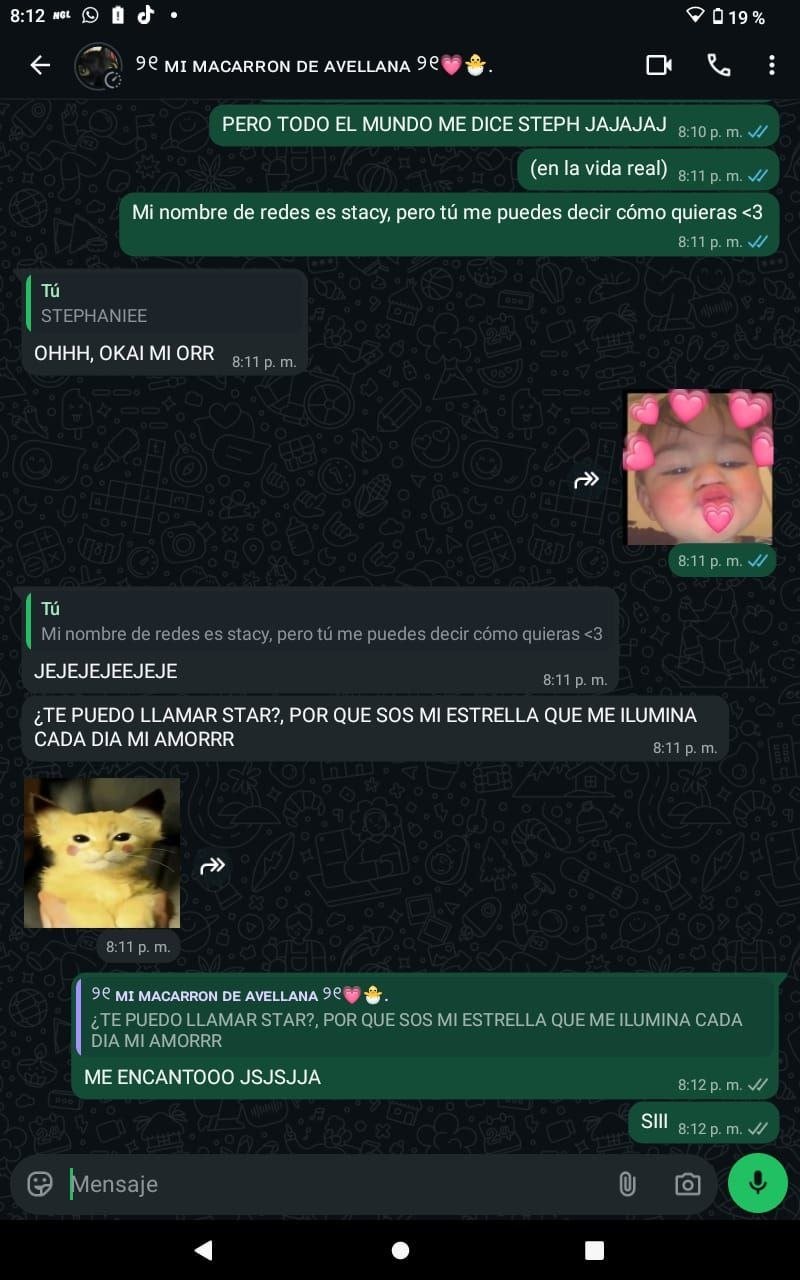 8:12 NGL 19 %
୨୧ MI MACARRON DE AVELLANA ୨୧💗🐣.
PERO TODO EL MUNDO ME DICE STEPH JAJAJAJ 8:10 p. m.
(en la vida real) 8:11 p. m.
Mi nombre de redes es stacy, pero tú me puedes decir cómo quieras <3
8:11 p. m.
Tú
STEPHANIEE
OHHH, OKAI MI ORR 8:11 p. m.
8:11 p. m.
Tú
Mi nombre de redes es stacy, pero tú me puedes decir cómo quieras <3
JEJEJEJEEJEJE
8:11 p. m.
¿TE PUEDO LLAMAR STAR?, POR QUE SOS MI ESTRELLA QUE ME ILUMINA
CADA DIA MI AMORRR
8:11 p. m.
8:11 p. m.
୨୧ MI MACARRON DE AVELLANA ୨୧💗🐣.
¿TE PUEDO LLAMAR STAR?, POR QUE SOS MI ESTRELLA QUE ME ILUMINA CADA
DIA MI AMORRR
ME ENCANTOOO JSJSJJA
8:12 p. m.
SIII 8:12 p. m.
Mensaje